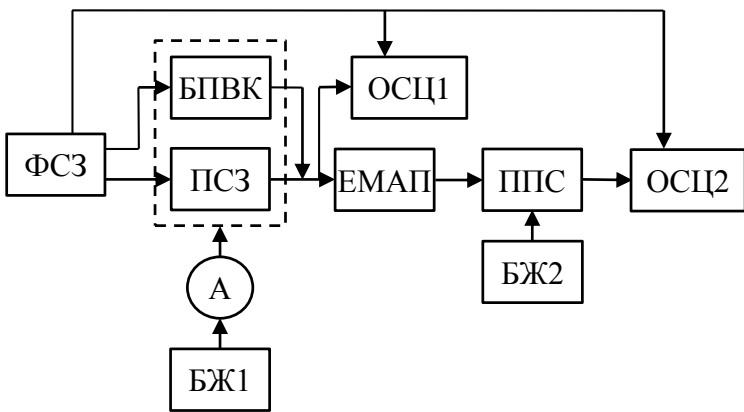 БПВК
ОСЦ1
ФСЗ
ПСЗ
ЕМАП
ППС
ОСЦ2
А
БЖ2
БЖ1